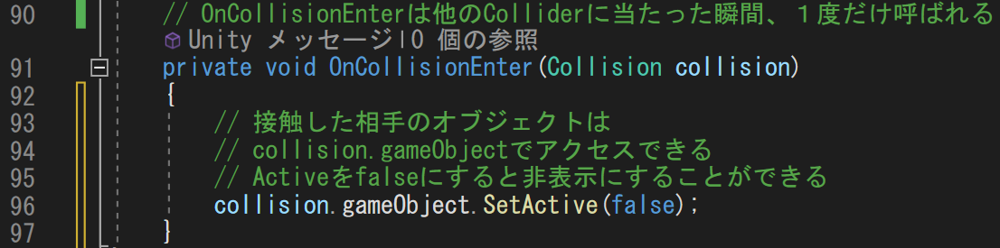 90 // OnCollisionEnterは他のColliderに当たった瞬間、１度だけ呼ばれる
Unity メッセージ|0 個の参照
91 private void OnCollisionEnter(Collision collision)
92 {
93 // 接触した相手のオブジェクトは
94 // collision.gameObjectでアクセスできる
95 // Activeをfalseにすると非表示にすることができる
96 collision.gameObject.SetActive(false);
97 }